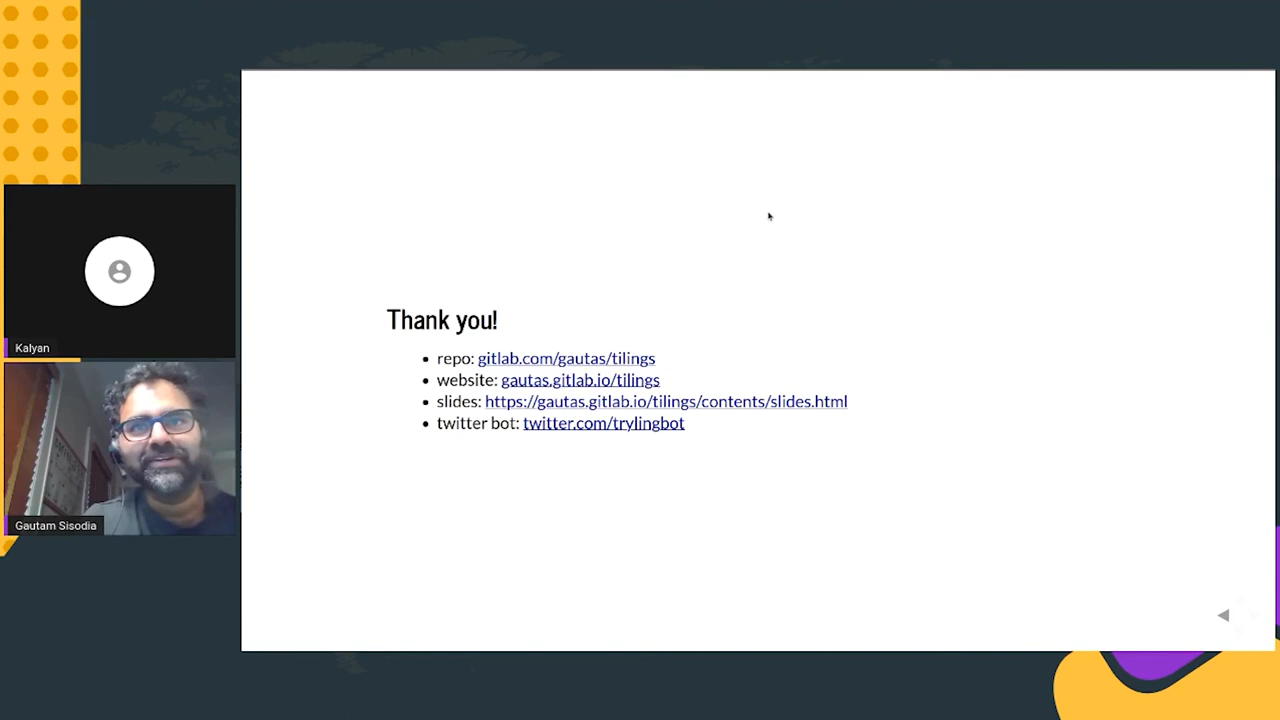 Kalyan
Gautam Sisodia
Thank you!
repo: gitlab.com/gautas/tilings
website: gautas.gitlab.io/tilings
slides: https://gautas.gitlab.io/tilings/contents/slides.html
twitter bot: twitter.com/trylingbot